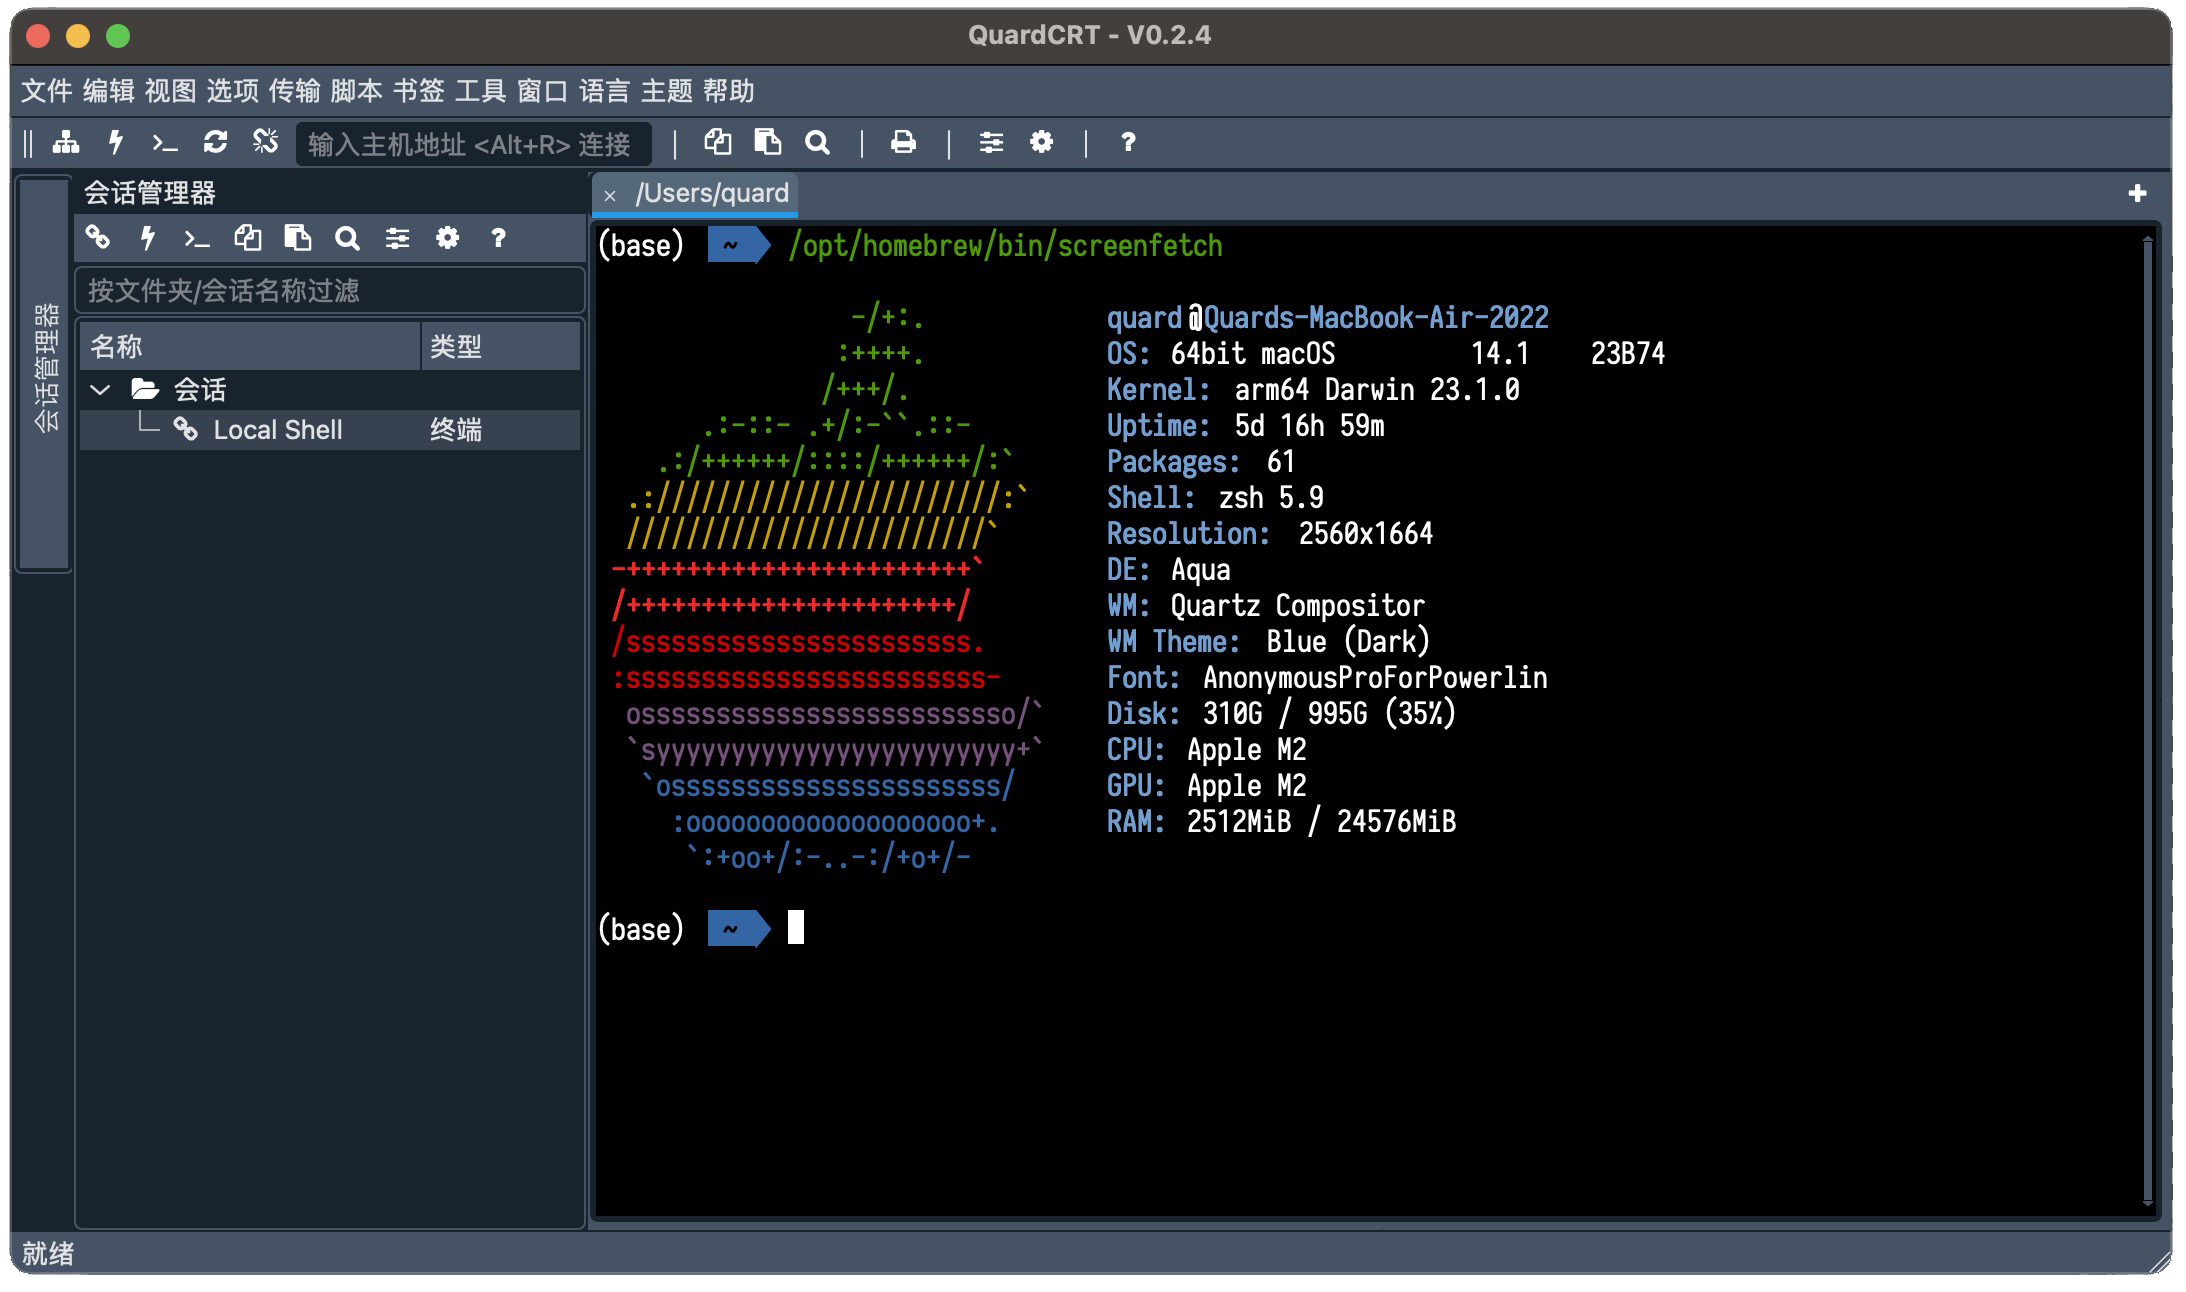 QuardCRT - V0.2.4
文件 编辑 视图 选项 传输 脚本 书签 工具 窗口 语言 主题 帮助
输入主机地址 <Alt+R> 连接
会话管理器
会话管理器
按文件夹/会话名称过滤
名称 类型
会话
Local Shell 终端
/Users/quard
(base) ~ /opt/homebrew/bin/screenfetch
-/+:. quard@Quards-MacBook-Air-2022
:++++. OS: 64bit macOS 14.1 23B74
/+++/. Kernel: arm64 Darwin 23.1.0
.:-::- .+/:-``.::- Uptime: 5d 16h 59m
.:/++++++/::::/++++++/:` Packages: 61
.:///////////////////////:` Shell: zsh 5.9
////////////////////////` Resolution: 2560x1664
-+++++++++++++++++++++++` DE: Aqua
/++++++++++++++++++++++/ WM: Quartz Compositor
/sssssssssssssssssssssss. WM Theme: Blue (Dark)
:ssssssssssssssssssssssss- Font: AnonymousProForPowerlin
osssssssssssssssssssssssso/` Disk: 310G / 995G (35%)
`syyyyyyyyyyyyyyyyyyyyyyyy+` CPU: Apple M2
`ossssssssssssssssssssss/ GPU: Apple M2
:ooooooooooooooooooo+. RAM: 2512MiB / 24576MiB
`:+oo+/:-..-:/+o+/-
(base) ~
就绪